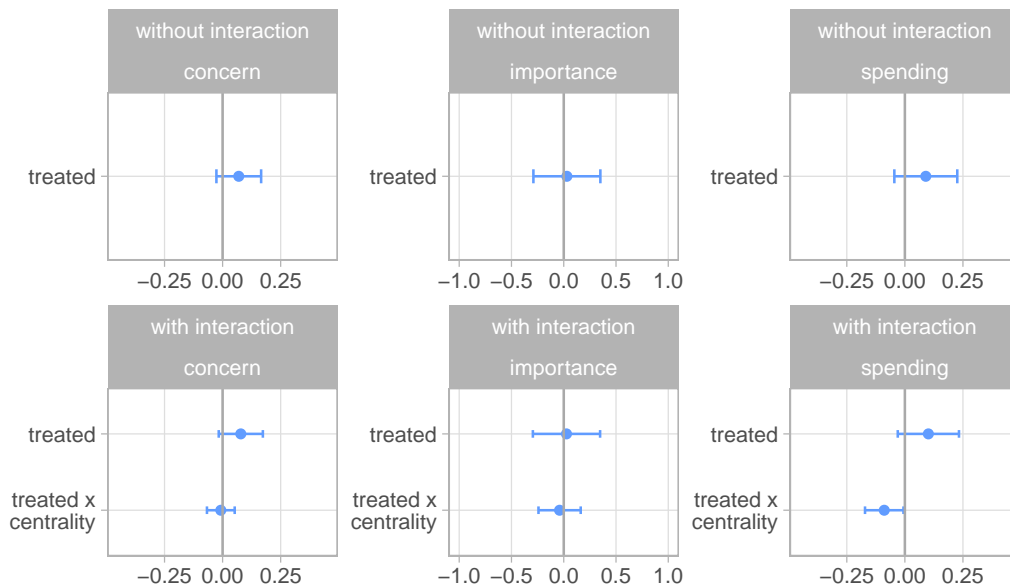 without interaction
concern
without interaction
importance
without interaction
spending
treated
treated
treated
−0.25 0.00 0.25
−1.0 −0.5 0.0 0.5 1.0
−0.25 0.00 0.25
with interaction
concern
with interaction
importance
with interaction
spending
treated
treated x
centrality
treated
treated x
centrality
treated
treated x
centrality
−0.25 0.00 0.25
−1.0 −0.5 0.0 0.5 1.0
−0.25 0.00 0.25